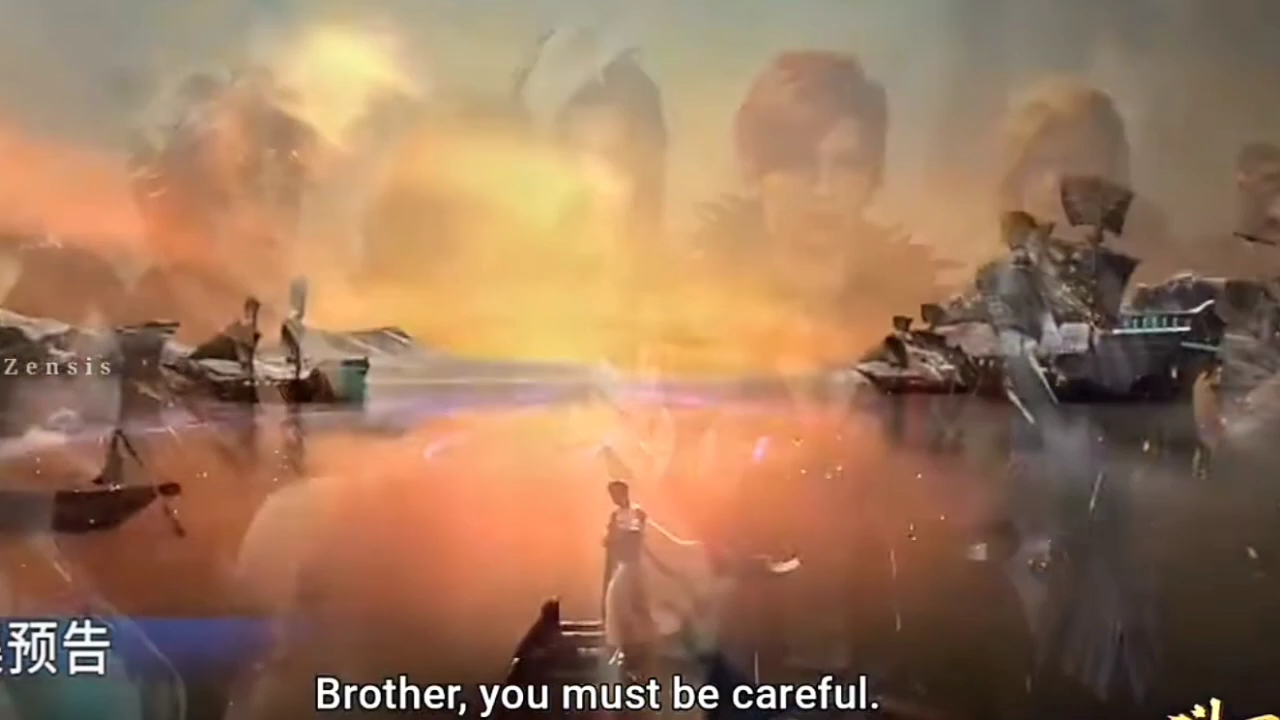 Zensis
预告
Brother, you must be careful.